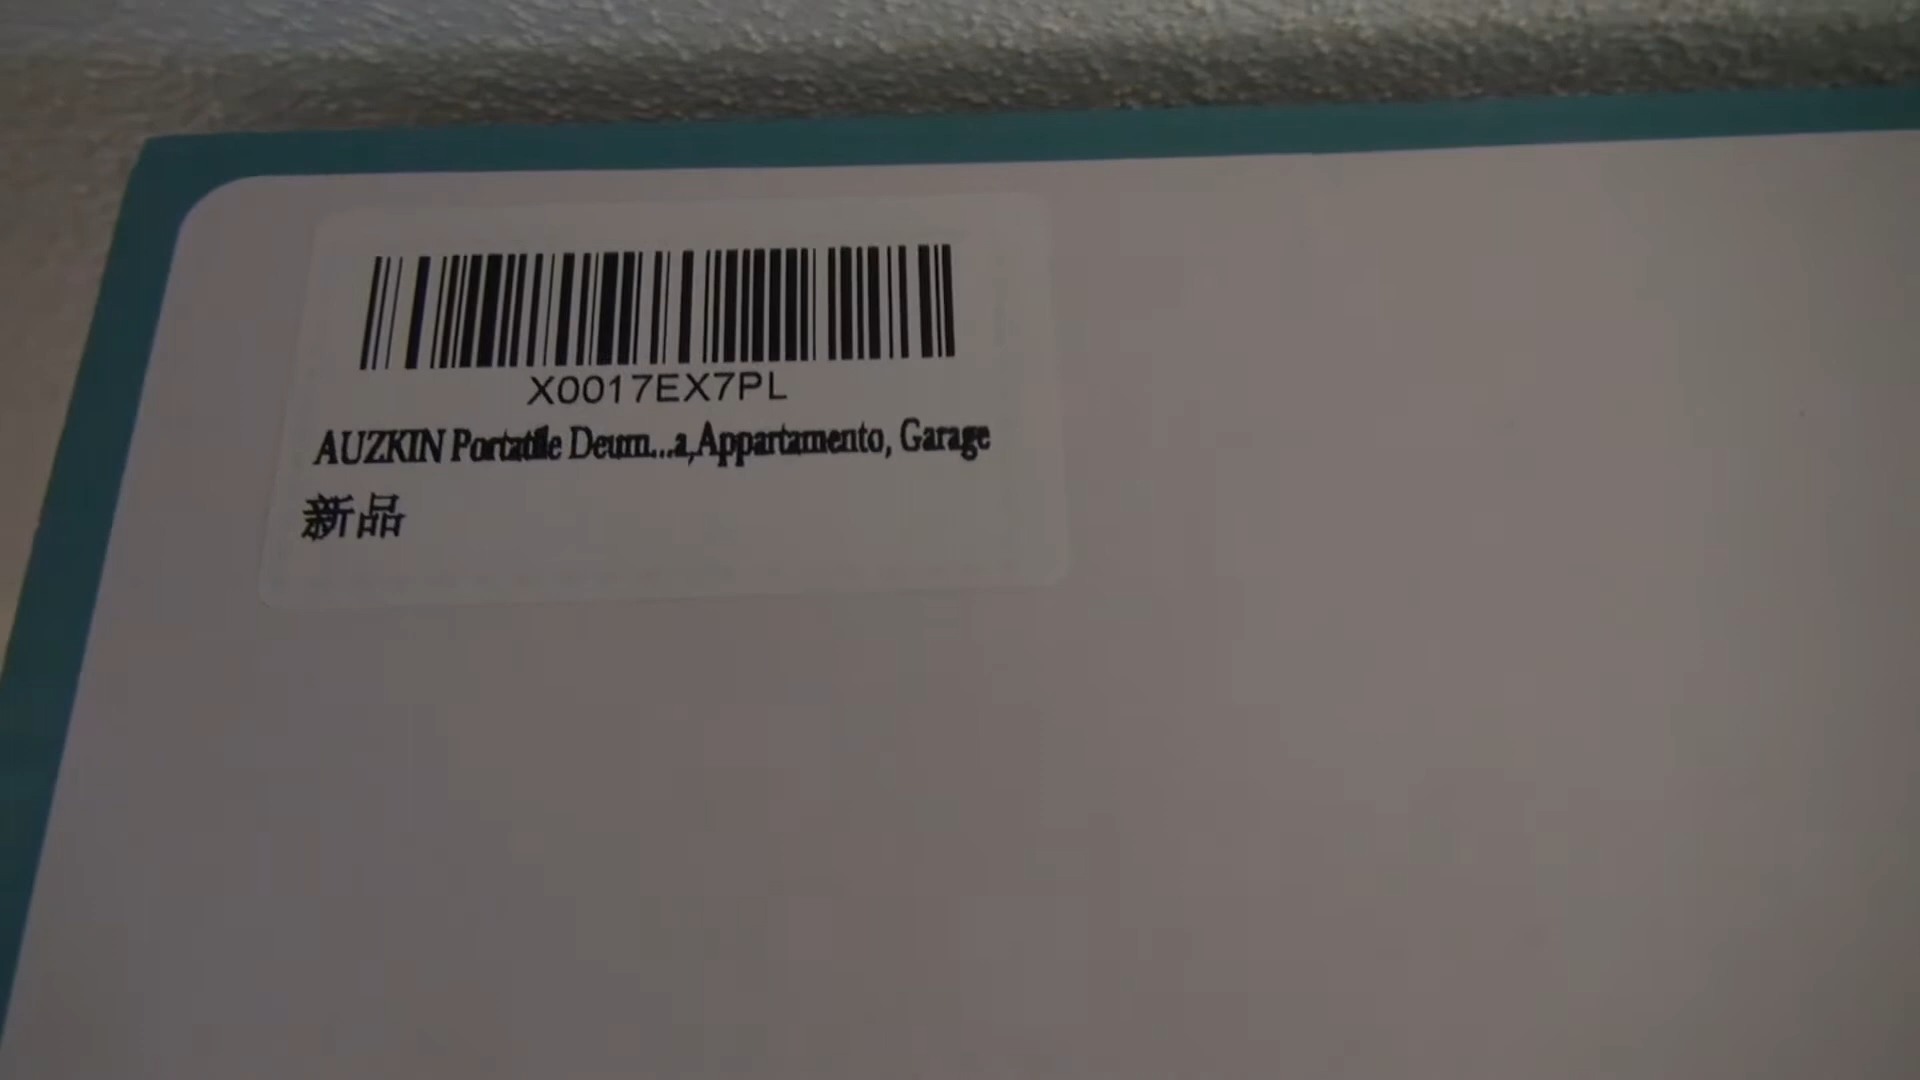 X0017EX7PL
AUZKIN Portatile Deum...a,Appartamento, Garage
新品